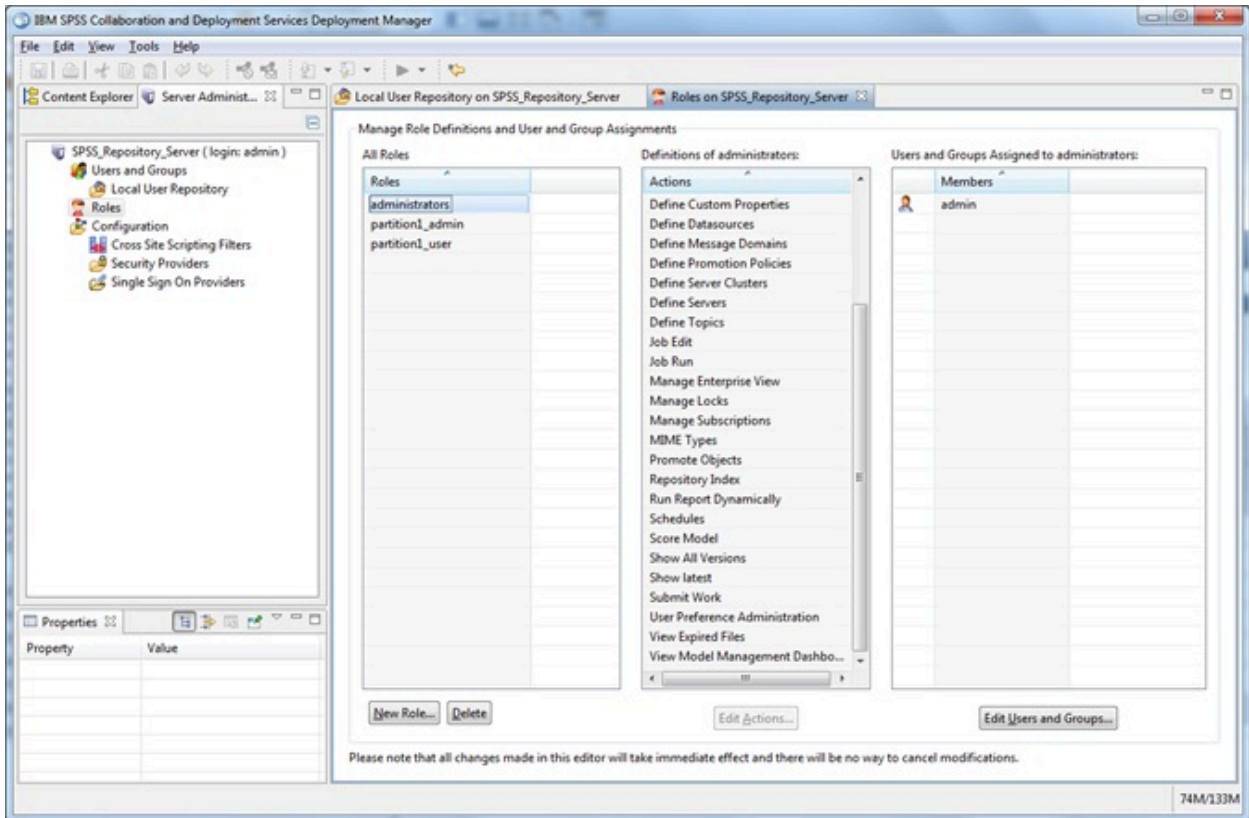 IBM SPSS Collaboration and Deployment Services Deployment Manager
File Edit View Tools Help
Content Explorer Server Administ...
SPSS_Repository_Server ( login: admin )
Users and Groups
Local User Repository
Roles
Configuration
Cross Site Scripting Filters
Security Providers
Single Sign On Providers
Properties
Property Value
Local User Repository on SPSS_Repository_Server Roles on SPSS_Repository_Server
Manage Role Definitions and User and Group Assignments
All Roles
Roles
administrators
partition1_admin
partition1_user
New Role... Delete
Definitions of administrators:
Actions
Define Custom Properties
Define Datasources
Define Message Domains
Define Promotion Policies
Define Server Clusters
Define Servers
Define Topics
Job Edit
Job Run
Manage Enterprise View
Manage Locks
Manage Subscriptions
MIME Types
Promote Objects
Repository Index
Run Report Dynamically
Schedules
Score Model
Show All Versions
Show latest
Submit Work
User Preference Administration
View Expired Files
View Model Management Dashbo...
Edit Actions...
Users and Groups Assigned to administrators:
Members
admin
Edit Users and Groups...
Please note that all changes made in this editor will take immediate effect and there will be no way to cancel modifications.
74M/133M